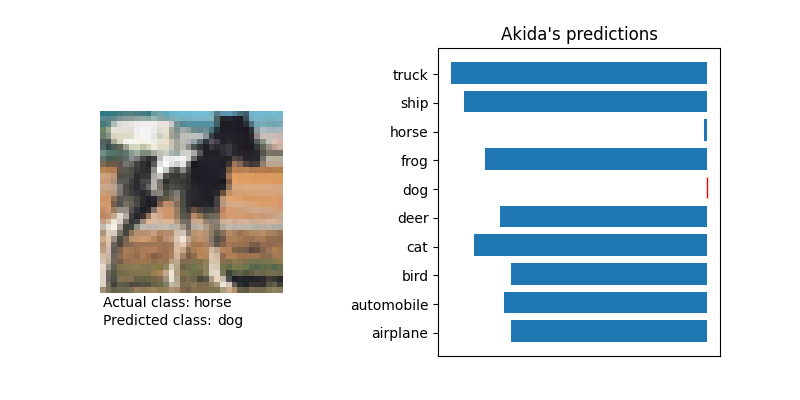 Akida's predictions
truck
ship
horse
frog
dog
deer
cat
bird
automobile
airplane
Actual class: horse
Predicted class: dog